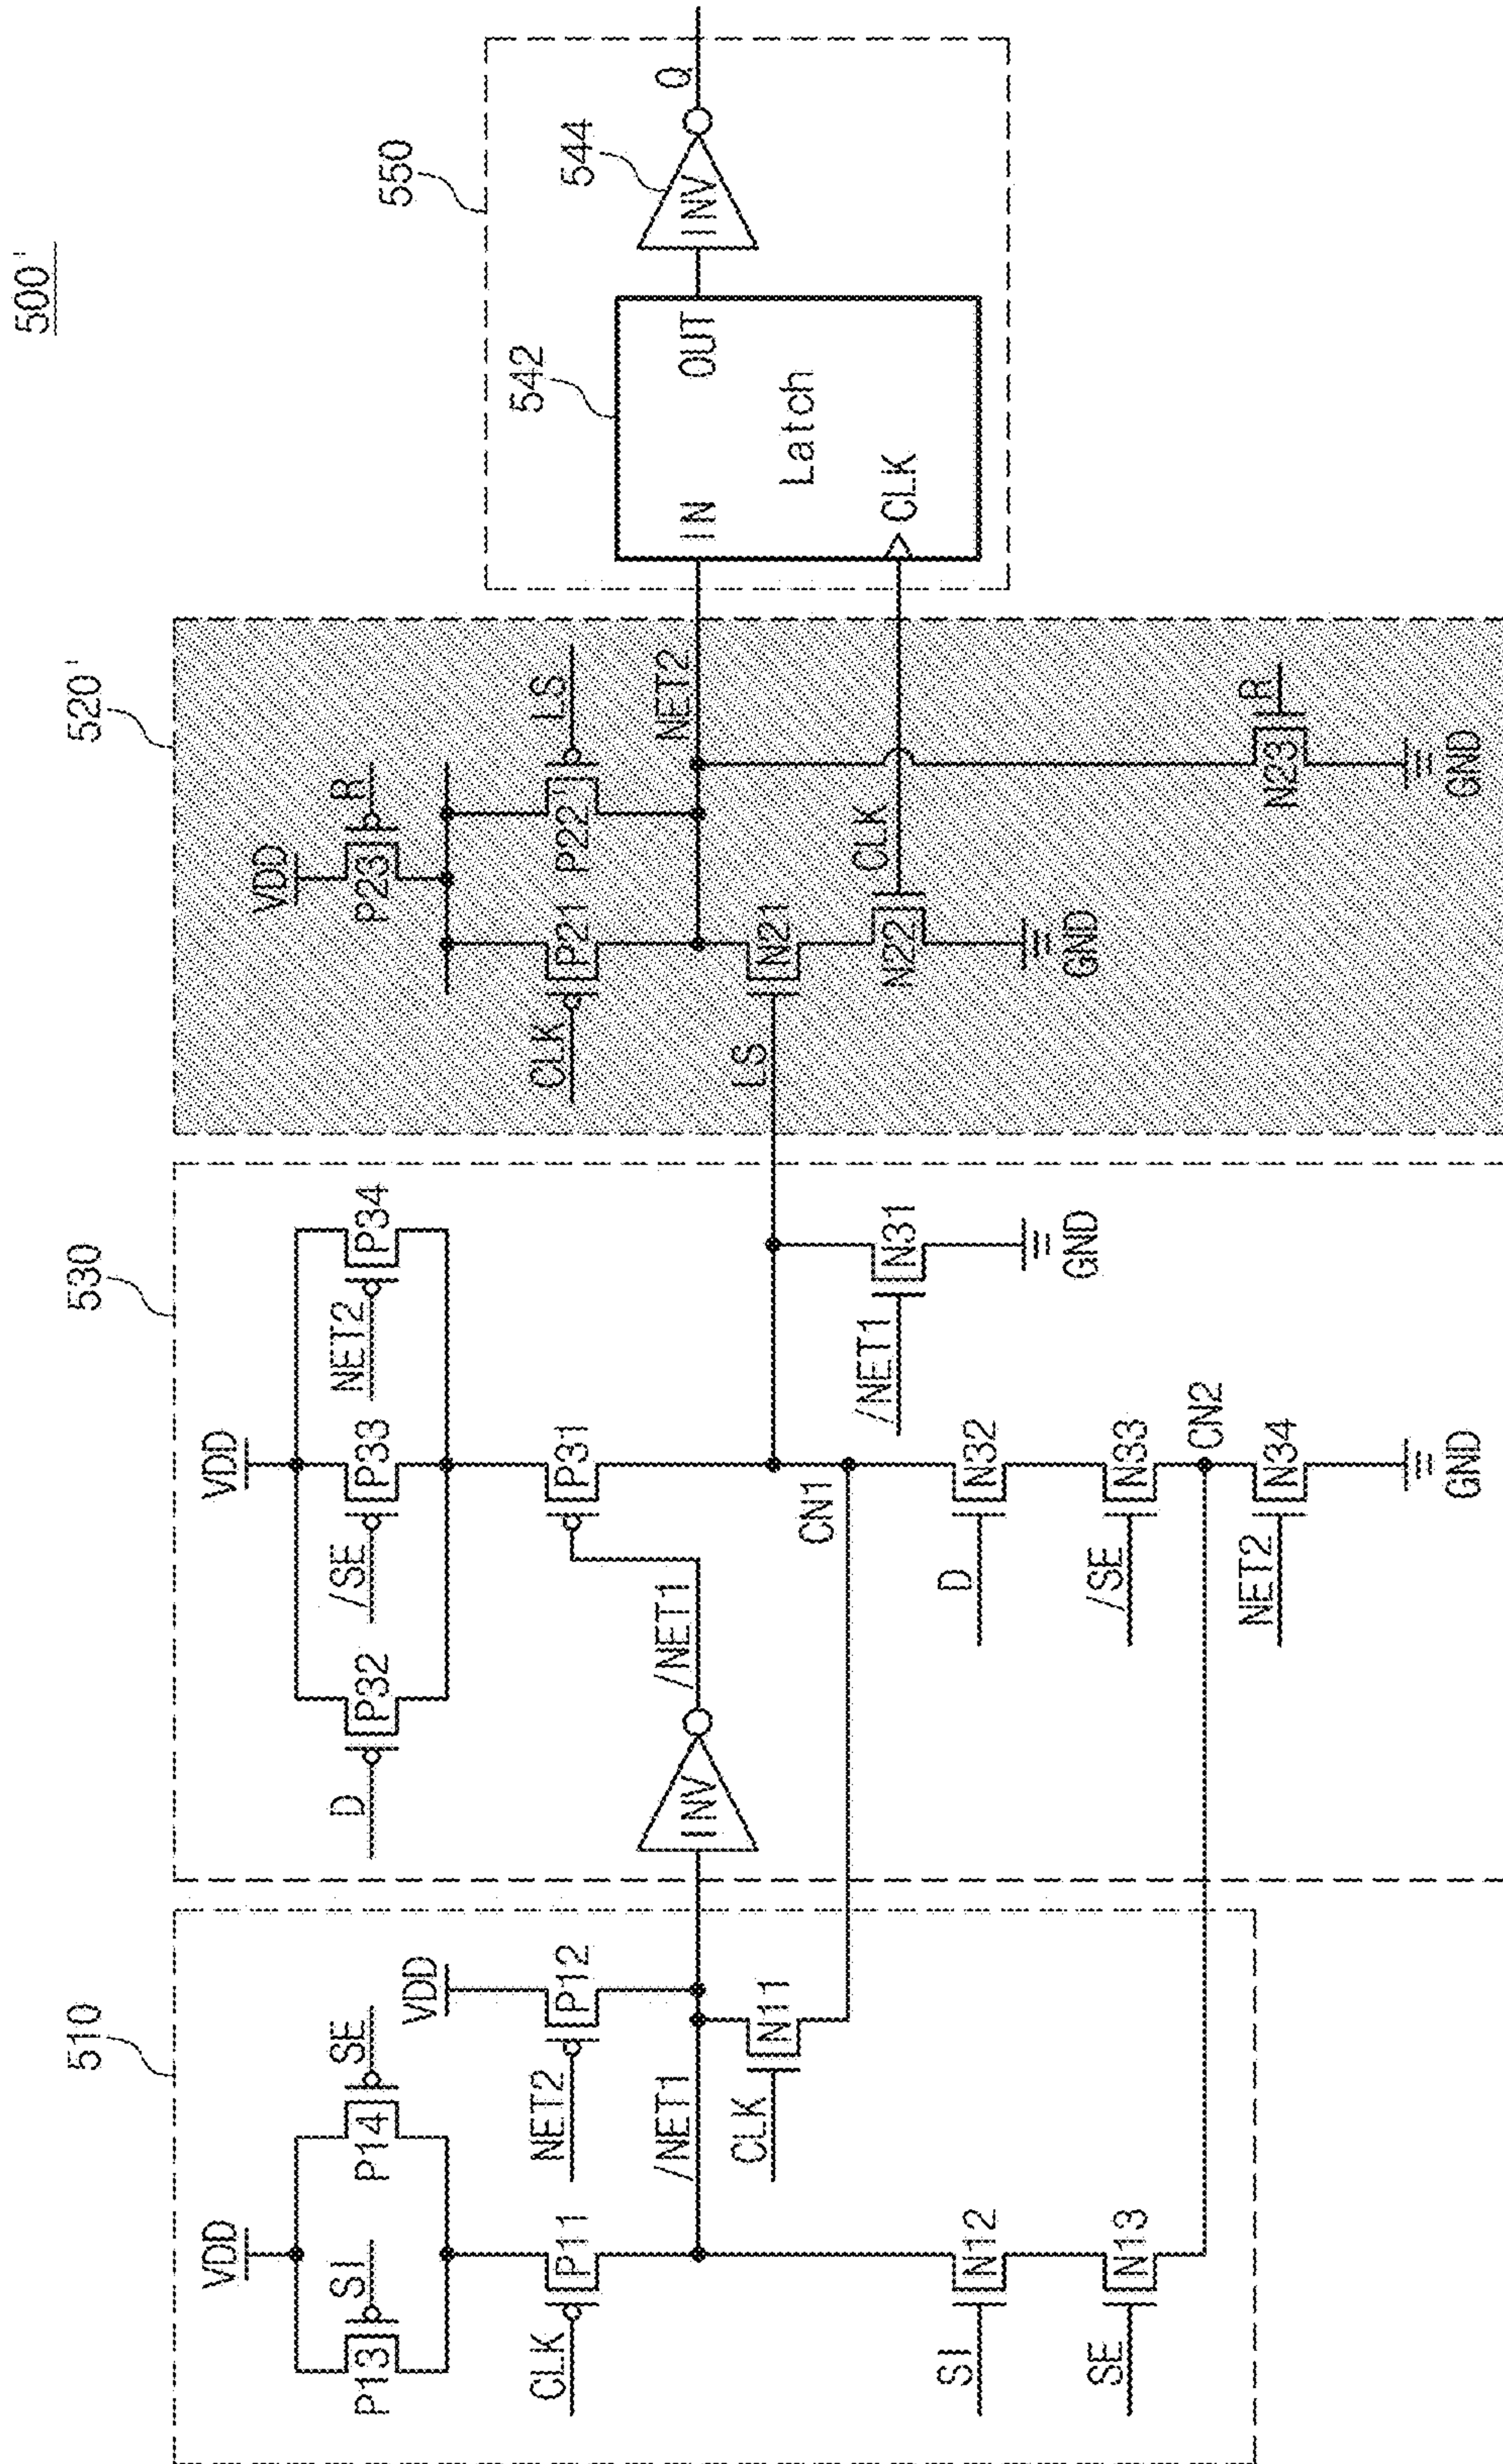 500'
510
530
520'
550
VDD
P13
SI
P14
SE
CLK
P11
VDD
NET2
P12
/NET1
CLK
N11
SI
N12
SE
N13
VDD
D
P32
/SE
P33
NET2
P34
INV
/NET1
P31
CN1
/NET1
N31
GND
D
N32
/SE
N33
CN2
NET2
N34
GND
VDD
P23
R
CLK
P21
P22'
LS
NET2
LS
N21
CLK
N22
GND
N23
R
GND
542
IN
OUT
Latch
CLK
544
INV
Q